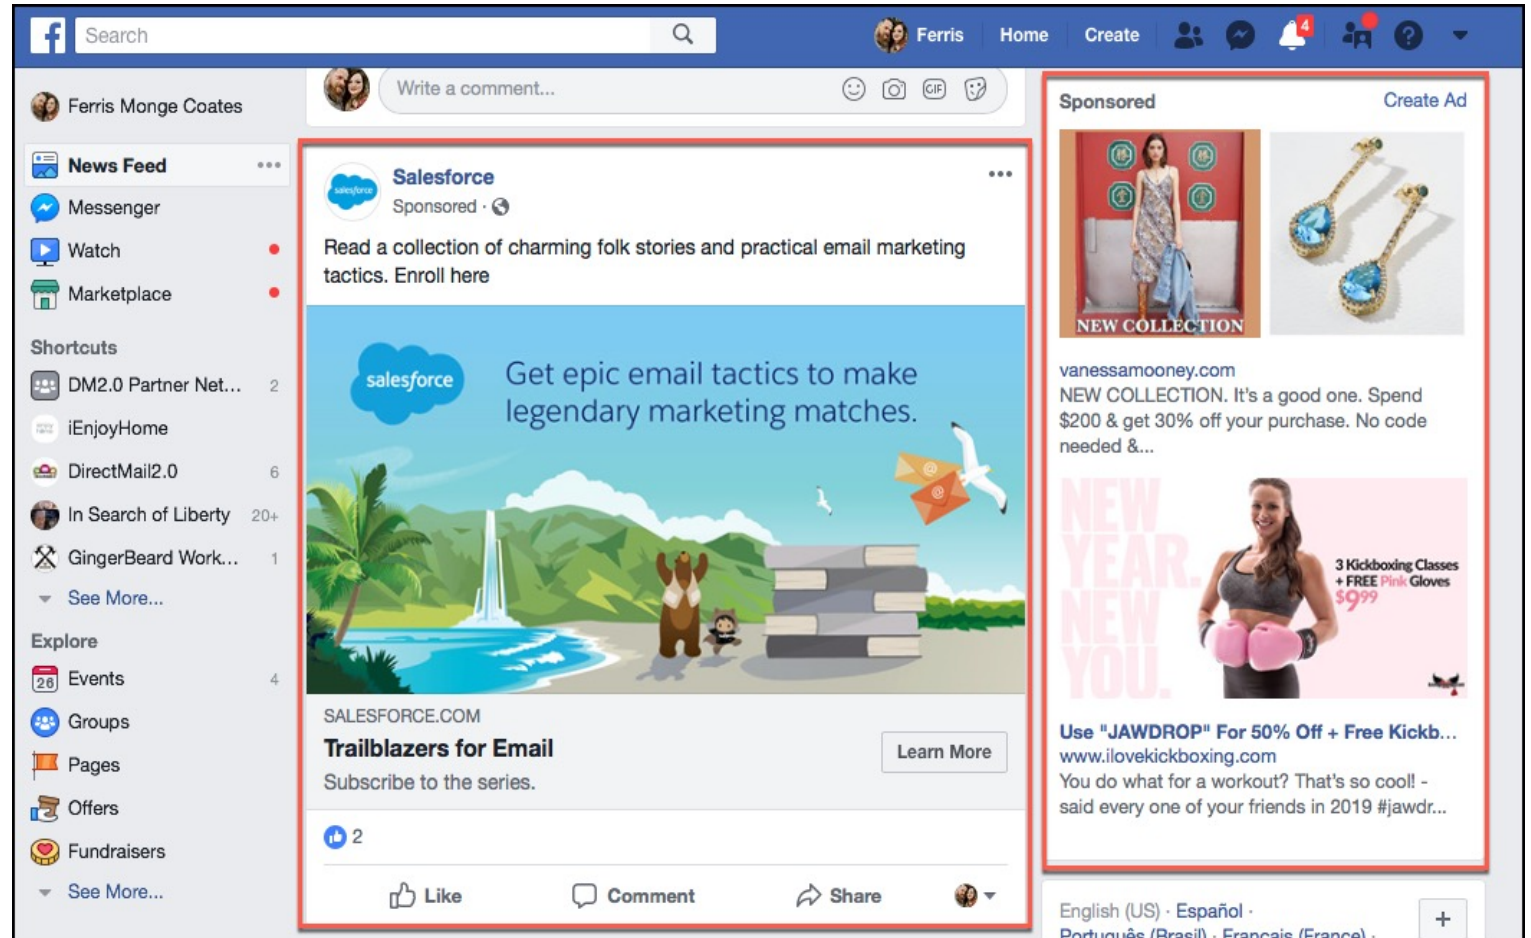 Search
Ferris
Home
Create
4
Ferris Monge Coates
News Feed
Messenger
Watch
Marketplace
Shortcuts
DM2.0 Partner Net... 2
iEnjoyHome
DirectMail2.0 6
In Search of Liberty 20+
GingerBeard Work... 1
See More...
Explore
26 Events 4
Groups
Pages
Offers
Fundraisers
See More...
Write a comment...
GIF
salesforce
Salesforce
Sponsored ·
Read a collection of charming folk stories and practical email marketing
tactics. Enroll here
salesforce
Get epic email tactics to make
legendary marketing matches.
@
@
SALESFORCE.COM
Trailblazers for Email
Learn More
Subscribe to the series.
2
Like
Comment
Share
Sponsored
Create Ad
NEW COLLECTION
vanessamooney.com
NEW COLLECTION. It's a good one. Spend
$200 & get 30% off your purchase. No code
needed &...
NEW
YEAR.
NEW
YOU.
3 Kickboxing Classes
+ FREE Pink Gloves
$9⁹⁹
Use "JAWDROP" For 50% Off + Free Kickb...
www.ilovekickboxing.com
You do what for a workout? That's so cool! -
said every one of your friends in 2019 #jawdr...
English (US) · Español ·
Português (Brasil) · Français (France) ·